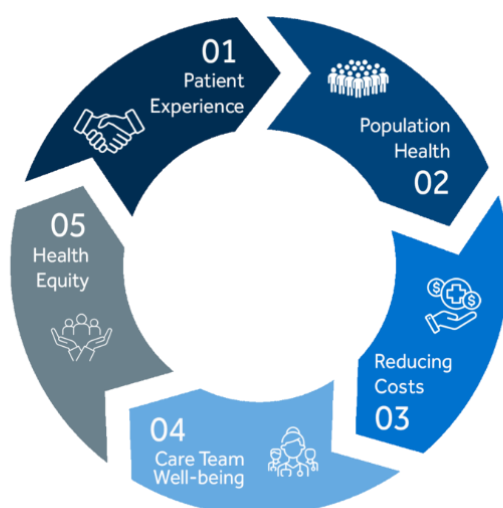 01
Patient
Experience
Population
Health
02
$
$
Reducing
Costs
03
04
Care Team
Well-being
05
Health
Equity